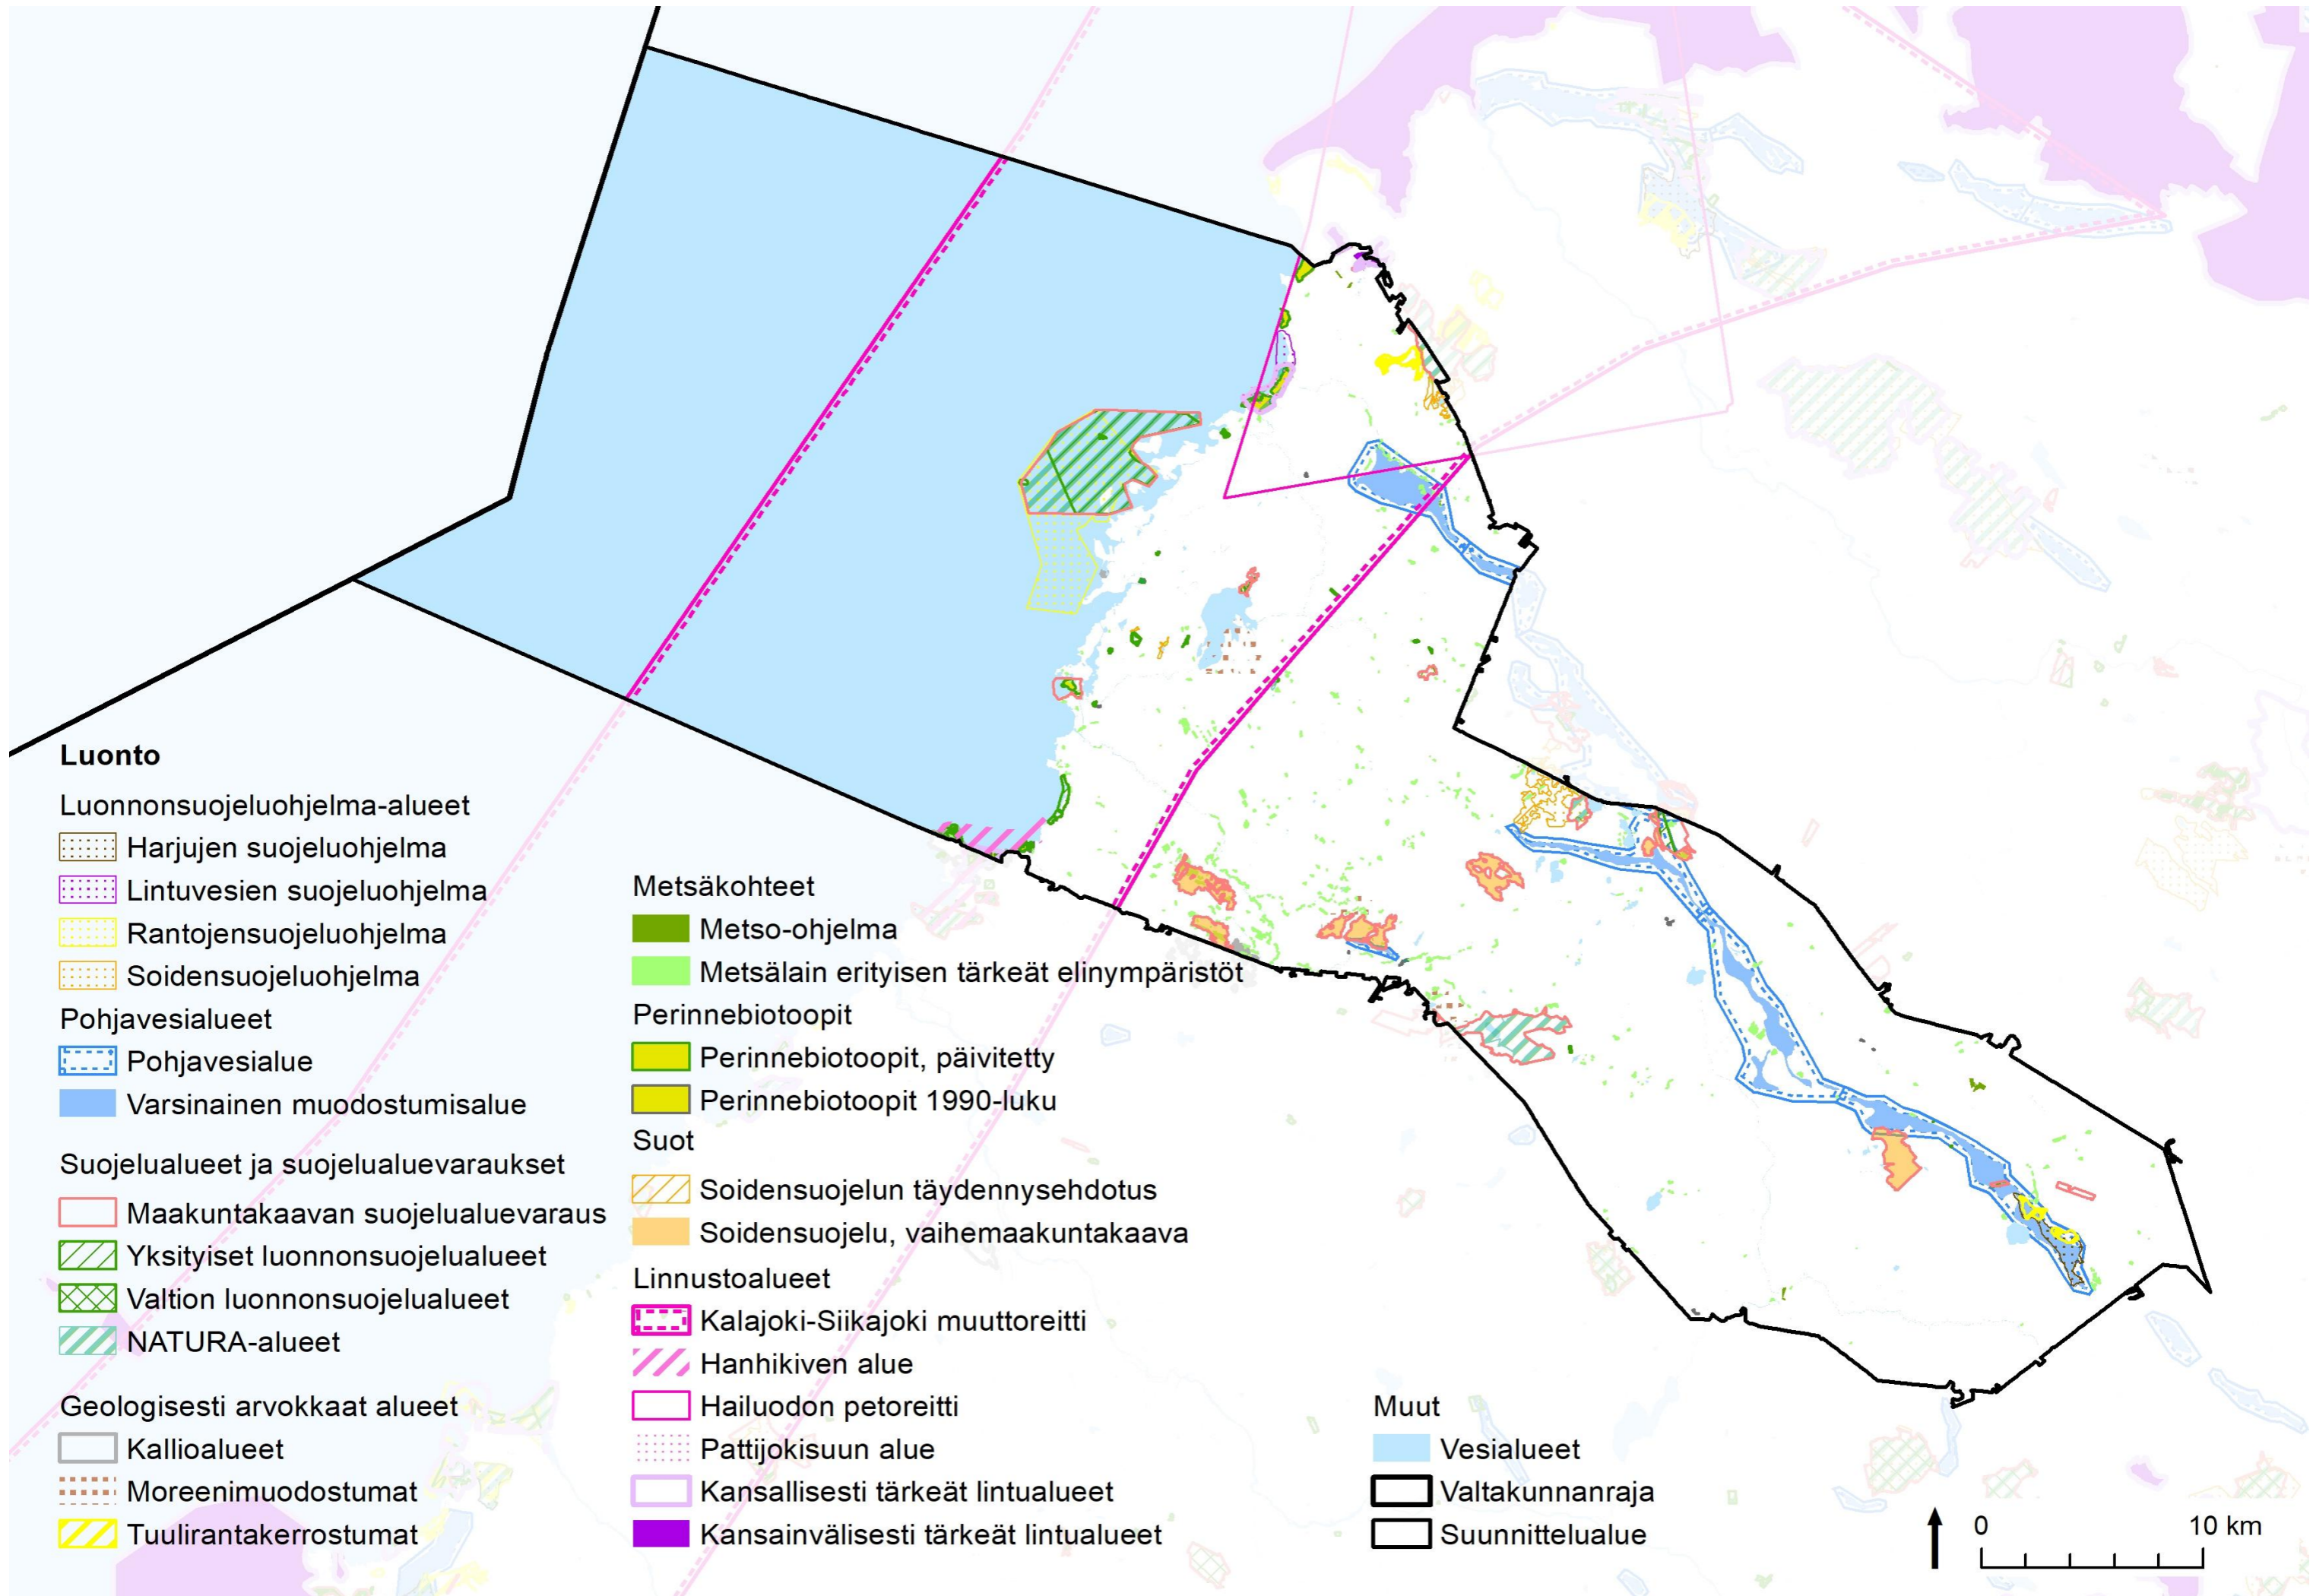 Luonto
Luonnonsuojeluohjelma-alueet
Harjujen suojeluohjelma
Lintuvesien suojeluohjelma
Rantojensuojeluohjelma
Soidensuojeluohjelma
Pohjavesialueet
Pohjavesialue
Varsinainen muodostumisalue
Suojelualueet ja suojelualuevaraukset
Maakuntakaavan suojelualuevaraus
Yksityiset luonnonsuojelualueet
Valtion luonnonsuojelualueet
NATURA-alueet
Geologisesti arvokkaat alueet
Kallioalueet
Moreenimuodostumat
Tuulirantakerrostumat
Metsäkohteet
Metso-ohjelma
Metsälain erityisen tärkeät elinympäristöt
Perinnebiotoopit
Perinnebiotoopit, päivitetty
Perinnebiotoopit 1990-luku
Suot
Soidensuojelun täydennysehdotus
Soidensuojelu, vaihemaakuntakaava
Linnustoalueet
Kalajoki-Siikajoki muuttoreitti
Hanhikiven alue
Hailuodon petoreitti
Pattijokisuun alue
Kansallisesti tärkeät lintualueet
Kansainvälisesti tärkeät lintualueet
Muut
Vesialueet
Valtakunnanraja
Suunnittelualue
0 10 km